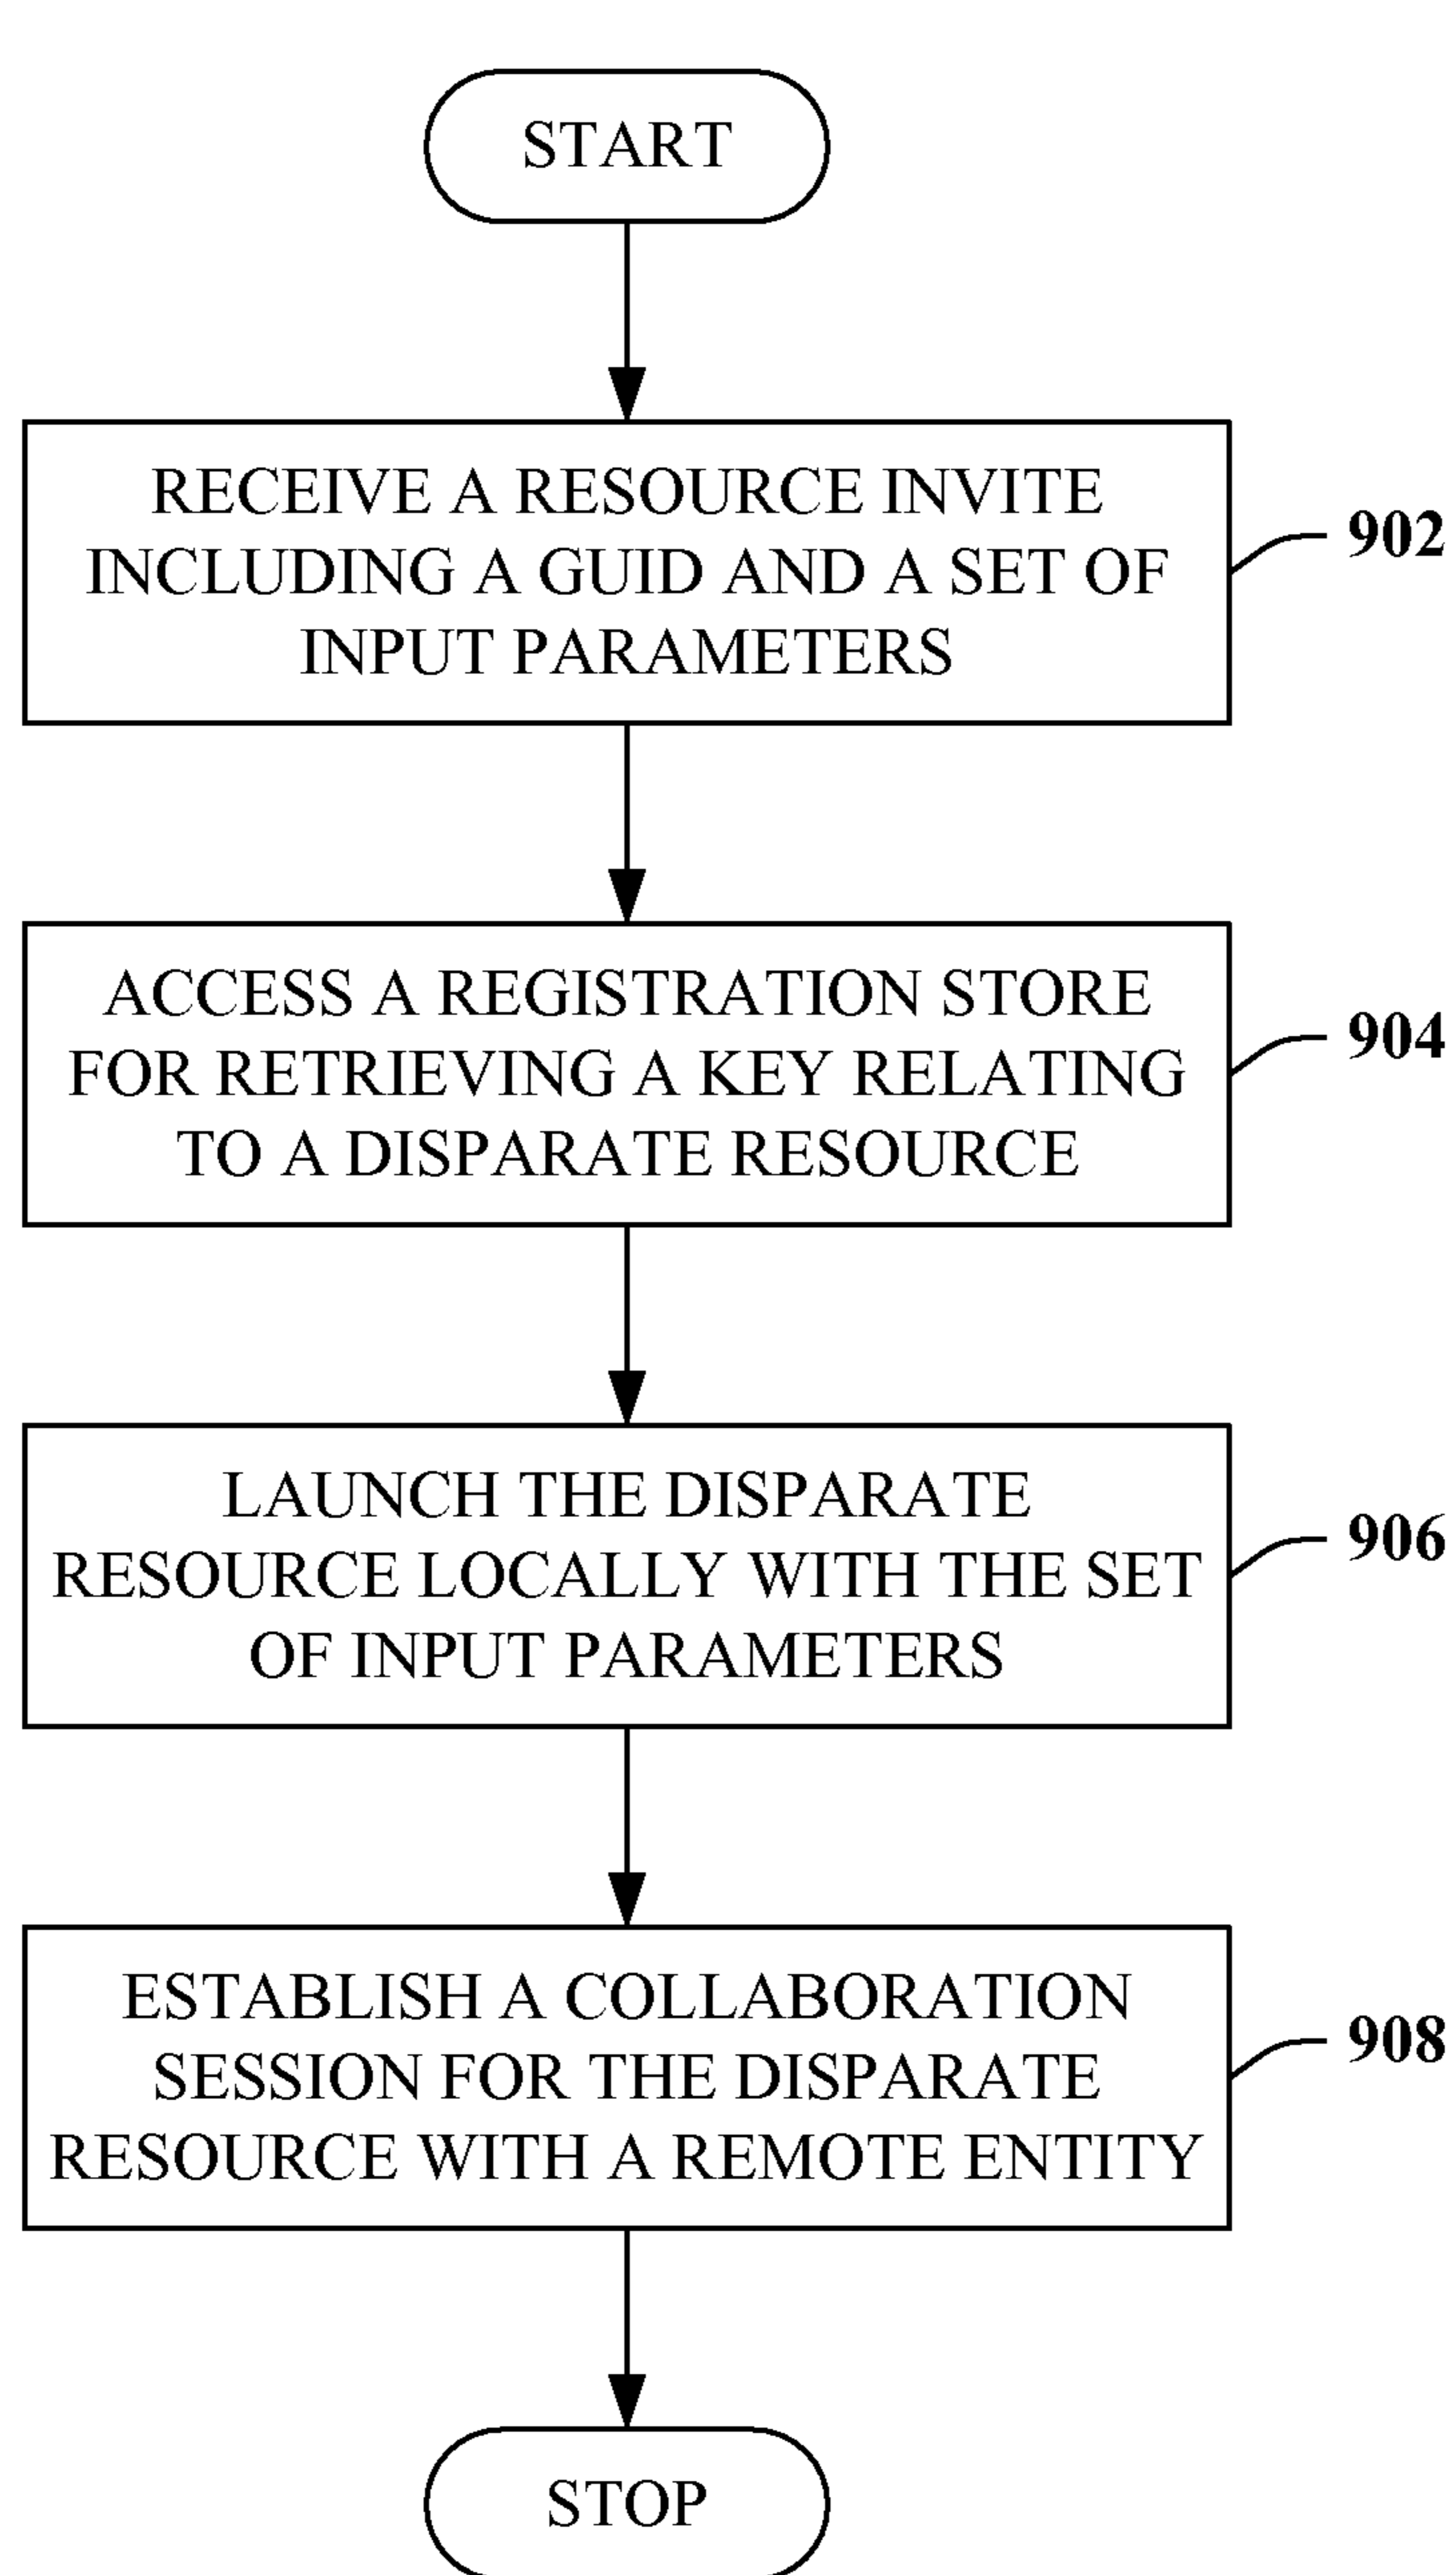 START
RECEIVE A RESOURCE INVITE
INCLUDING A GUID AND A SET OF
INPUT PARAMETERS
902
ACCESS A REGISTRATION STORE
FOR RETRIEVING A KEY RELATING
TO A DISPARATE RESOURCE
904
LAUNCH THE DISPARATE
RESOURCE LOCALLY WITH THE SET
OF INPUT PARAMETERS
906
ESTABLISH A COLLABORATION
SESSION FOR THE DISPARATE
RESOURCE WITH A REMOTE ENTITY
908
STOP